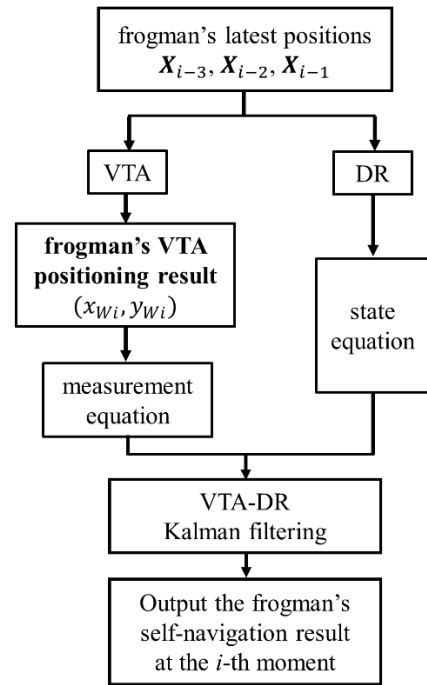 frogman's latest positions
X_{i−3}, X_{i−2}, X_{i−1}
VTA
DR
frogman's VTA
positioning result
(x_{Wi}, y_{Wi})
state
equation
measurement
equation
VTA-DR
Kalman filtering
Output the frogman's
self-navigation result
at the i-th moment